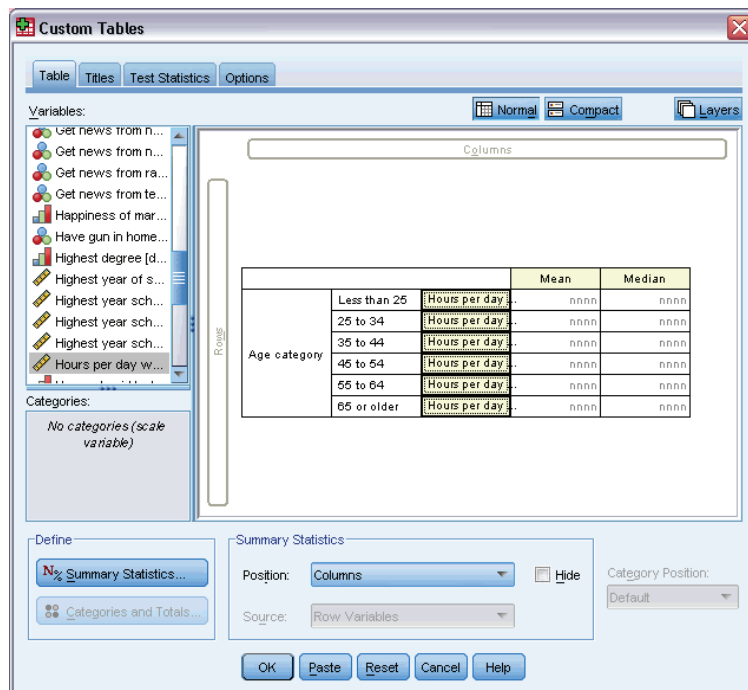 Custom Tables
Table Titles Test Statistics Options
Variables:
Normal Compact Layers
Get news from n...
Get news from n...
Get news from ra...
Get news from te...
Happiness of mar...
Have gun in home...
Highest degree [d...
Highest year of s...
Highest year sch...
Highest year sch...
Highest year sch...
Hours per day w...
Categories:
No categories (scale
variable)
Columns
Rows
Mean Median
Age category
Less than 25 Hours per day... nnnn nnnn
25 to 34 Hours per day... nnnn nnnn
35 to 44 Hours per day... nnnn nnnn
45 to 54 Hours per day... nnnn nnnn
55 to 64 Hours per day... nnnn nnnn
65 or older Hours per day... nnnn nnnn
Define
N% Summary Statistics...
Categories and Totals...
Summary Statistics
Position: Columns Hide
Source: Row Variables
Category Position:
Default
OK Paste Reset Cancel Help